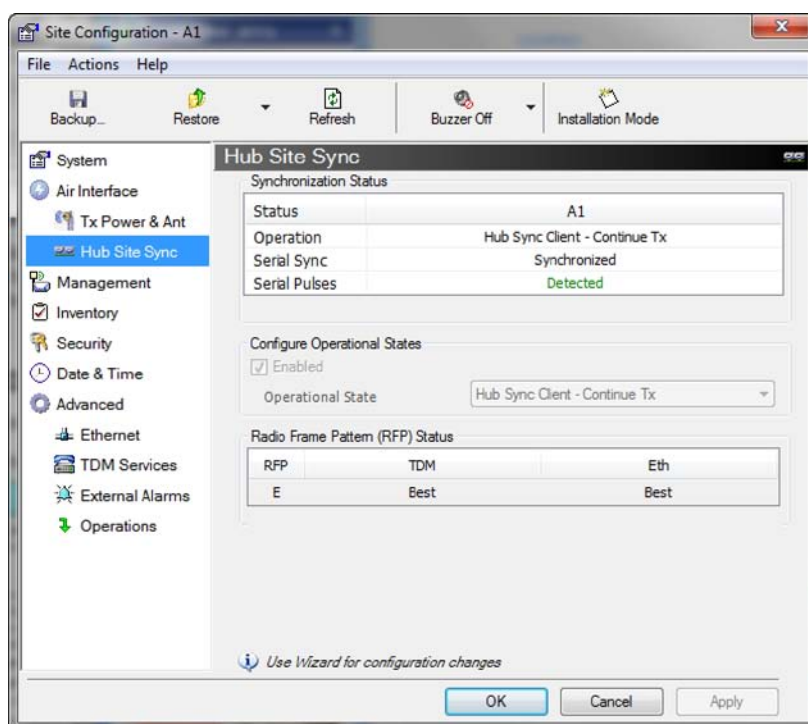 Site Configuration - A1
File Actions Help
Backup... Restore Refresh Buzzer Off Installation Mode
System
Air Interface
Tx Power & Ant
Hub Site Sync
Management
Inventory
Security
Date & Time
Advanced
Ethernet
TDM Services
External Alarms
Operations
Hub Site Sync
Synchronization Status
Status A1
Operation Hub Sync Client - Continue Tx
Serial Sync Synchronized
Serial Pulses Detected
Configure Operational States
Enabled
Operational State Hub Sync Client - Continue Tx
Radio Frame Pattern (RFP) Status
RFP TDM Eth
E Best Best
Use Wizard for configuration changes
OK Cancel Apply